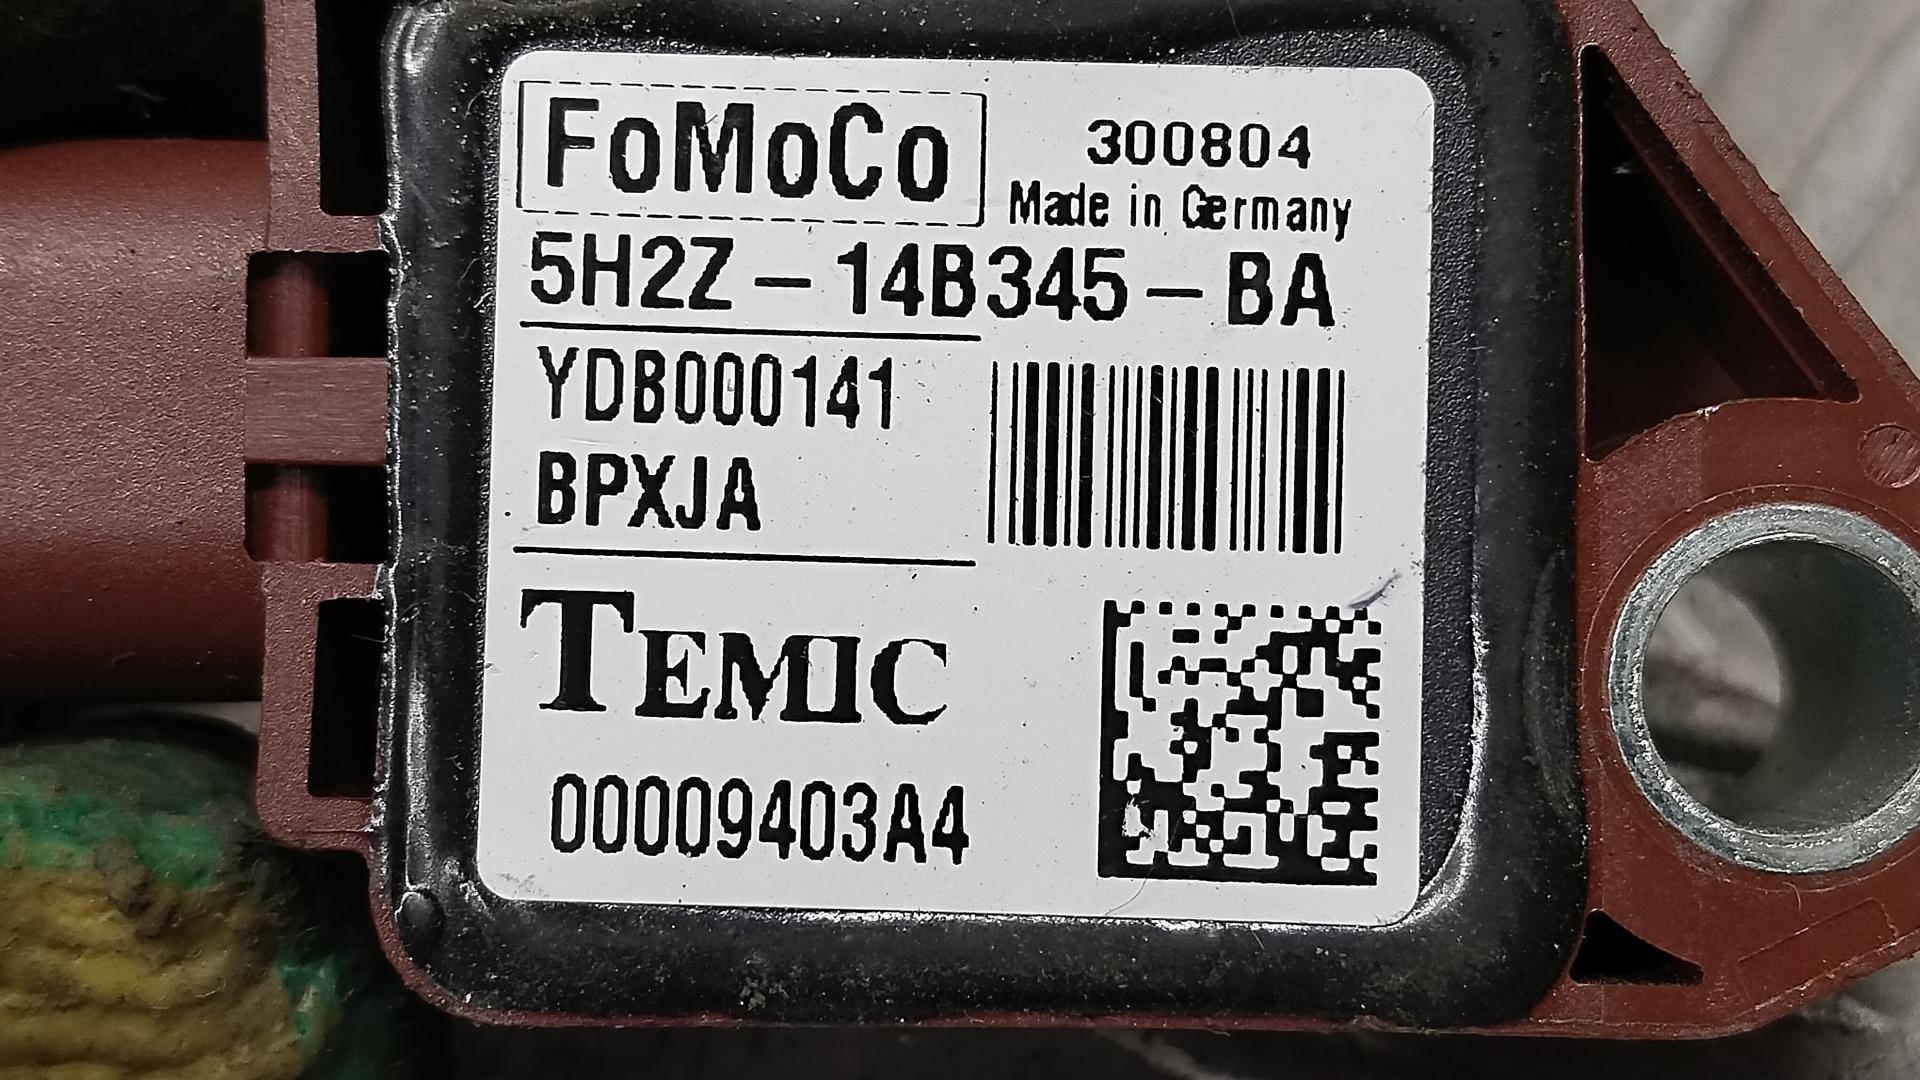 FoMoCo
300804
Made in Germany
5H2Z - 14B345 - BA
YDB000141
BPXJA
TEMIC
00009403A4